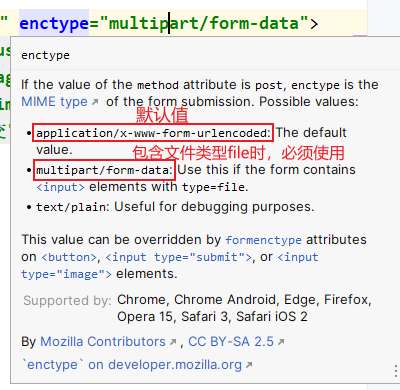 " enctype="multipart/form-data">
enctype
If the value of the method attribute is post, enctype is the
MIME type of the form submission. Possible values:
默认值
application/x-www-form-urlencoded: The default
value.
包含文件类型file时，必须使用
multipart/form-data: Use this if the form contains
<input> elements with type=file.
text/plain: Useful for debugging purposes.
This value can be overridden by formenctype attributes
on <button>, <input type="submit">, or <input
type="image"> elements.
Supported by: Chrome, Chrome Android, Edge, Firefox,
Opera 15, Safari 3, Safari iOS 2
By Mozilla Contributors, CC BY-SA 2.5
`enctype` on developer.mozilla.org